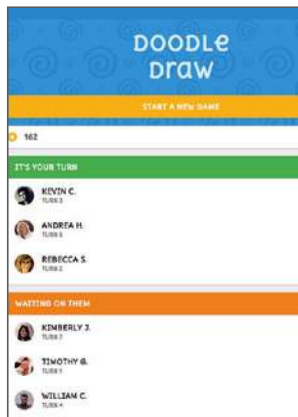 DOODLe
DRaW
START A NEW GAME
162
IT'S YOUR TURN
KEVIN C.
TURN 3
ANDREA H.
TURN 5
REBECCA S.
TURN 2
WAITING ON THEM
KIMBERLY J.
TURN 7
TIMOTHY G.
TURN 9
WILLIAM C.
TURN 4